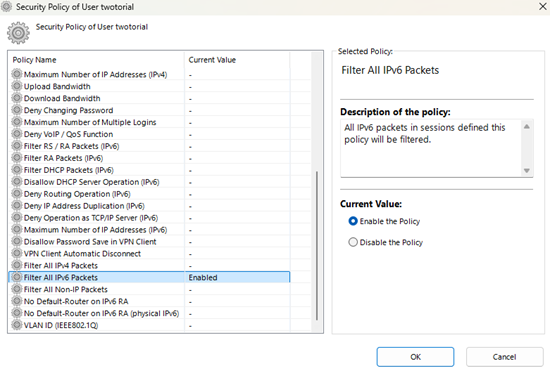 Security Policy of User twotorial
Security Policy of User twotorial
Policy Name Current Value
Maximum Number of IP Addresses (IPv4) -
Upload Bandwidth -
Download Bandwidth -
Deny Changing Password -
Maximum Number of Multiple Logins -
Deny VoIP / QoS Function -
Filter RS / RA Packets (IPv6) -
Filter RA Packets (IPv6) -
Filter DHCP Packets (IPv6) -
Disallow DHCP Server Operation (IPv6) -
Deny Routing Operation (IPv6) -
Deny IP Address Duplication (IPv6) -
Deny Operation as TCP/IP Server (IPv6) -
Maximum Number of IP Addresses (IPv6) -
Disallow Password Save in VPN Client -
VPN Client Automatic Disconnect -
Filter All IPv4 Packets -
Filter All IPv6 Packets Enabled
Filter All Non-IP Packets -
No Default-Router on IPv6 RA -
No Default-Router on IPv6 RA (physical IPv6) -
VLAN ID (IEEE802.1Q) -
Selected Policy:
Filter All IPv6 Packets
Description of the policy:
All IPv6 packets in sessions defined this
policy will be filtered.
Current Value:
Enable the Policy
Disable the Policy
OK Cancel